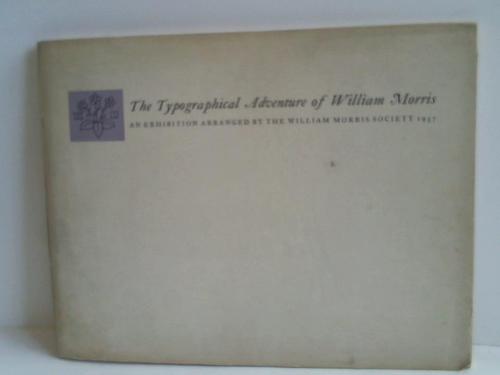 The Typographical Adventure of William Morris
AN EXHIBITION ARRANGED BY THE WILLIAM MORRIS SOCIETY 1957